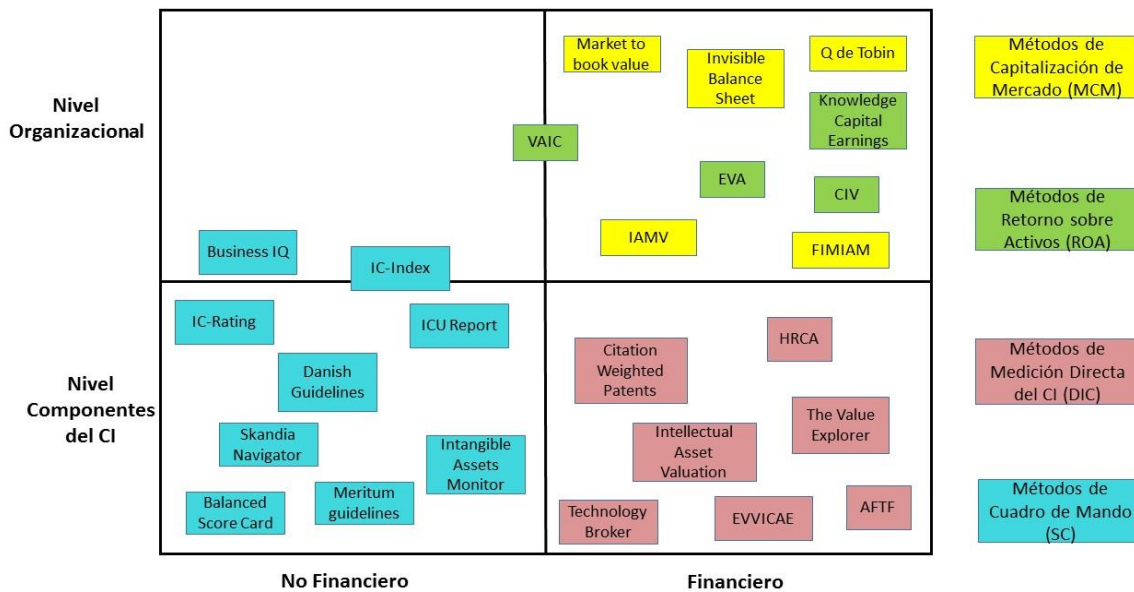 Nivel
Organizacional
Nivel
Componentes
del CI
Market to
book value
Invisible
Balance
Sheet
Q de Tobin
Knowledge
Capital
Earnings
VAIC
EVA
CIV
IAMV
FIMIAM
Business IQ
IC-Index
IC-Rating
ICU Report
Danish
Guidelines
Skandia
Navigator
Intangible
Assets
Monitor
Balanced
Score Card
Meritum
guidelines
Citation
Weighted
Patents
HRCA
The Value
Explorer
Intellectual
Asset
Valuation
Technology
Broker
EVVICAE
AFTF
No Financiero
Financiero
Métodos de
Capitalización de
Mercado (MCM)
Métodos de
Retorno sobre
Activos (ROA)
Métodos de
Medición Directa
del CI (DIC)
Métodos de
Cuadro de Mando
(SC)